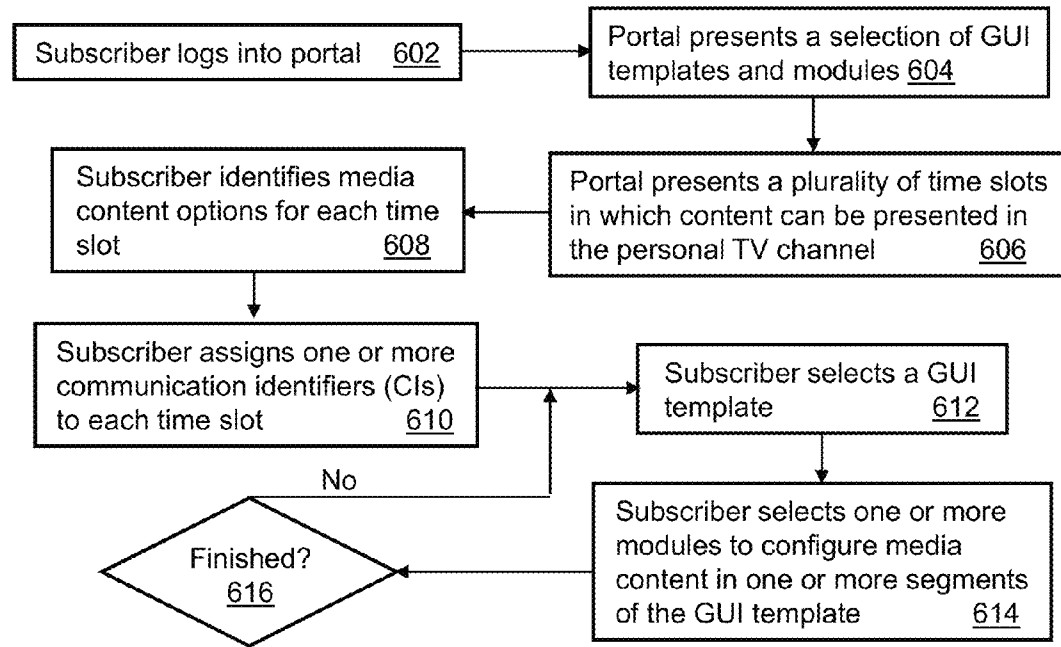 Subscriber logs into portal 602
Portal presents a selection of GUI
templates and modules 604
Portal presents a plurality of time slots
in which content can be presented in
the personal TV channel 606
Subscriber identifies media
content options for each time
slot 608
Subscriber assigns one or more
communication identifiers (CIs)
to each time slot 610
Subscriber selects a GUI
template 612
Subscriber selects one or more
modules to configure media
content in one or more segments
of the GUI template 614
Finished?
616
No